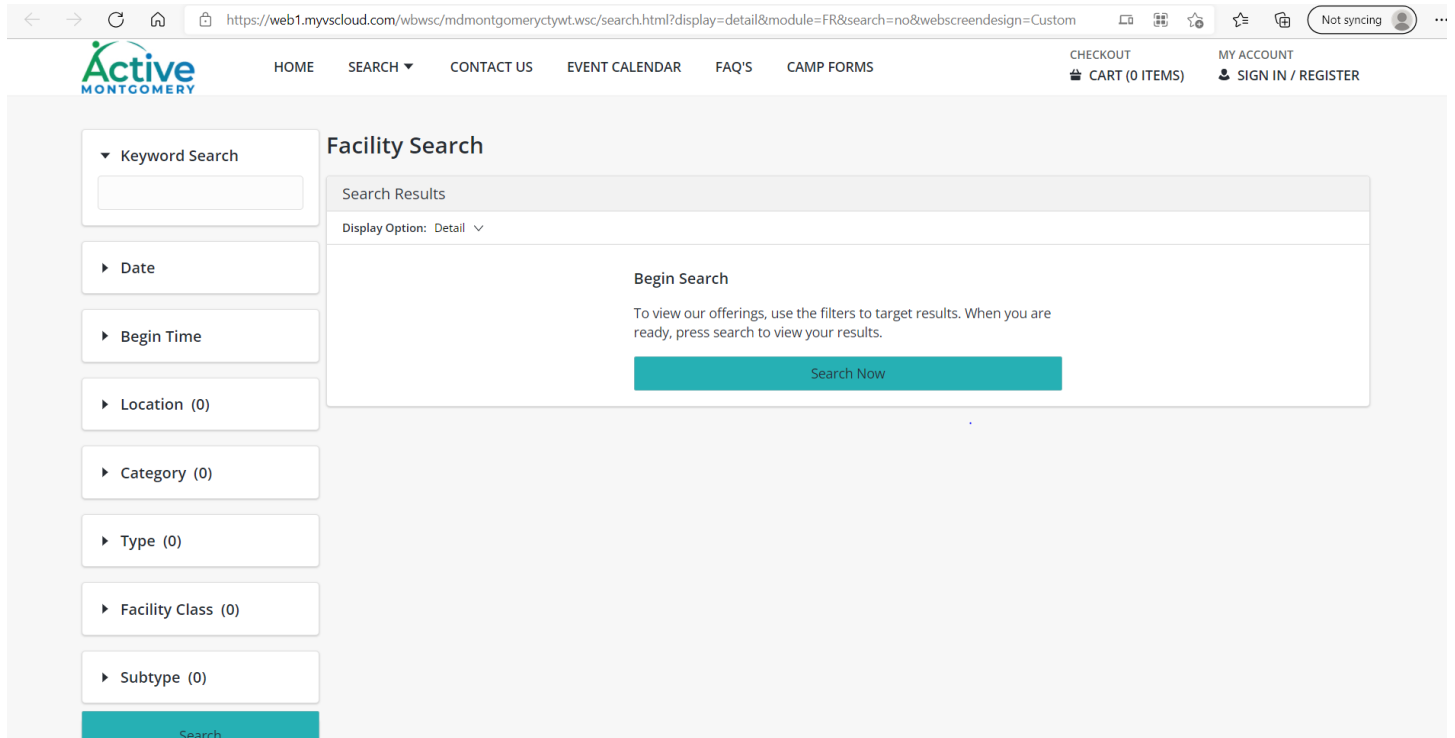 https://web1.myvscloud.com/wbwsc/mdmontgomeryctywt.wsc/search.html?display=detail&module=FR&search=no&webscreendesign=Custom
Not syncing
Active
MONTGOMERY
HOME SEARCH CONTACT US EVENT CALENDAR FAQ'S CAMP FORMS
CHECKOUT
CART (0 ITEMS)
MY ACCOUNT
SIGN IN / REGISTER
Keyword Search
Date
Begin Time
Location (0)
Category (0)
Type (0)
Facility Class (0)
Subtype (0)
Search
Facility Search
Search Results
Display Option: Detail
Begin Search
To view our offerings, use the filters to target results. When you are
ready, press search to view your results.
Search Now